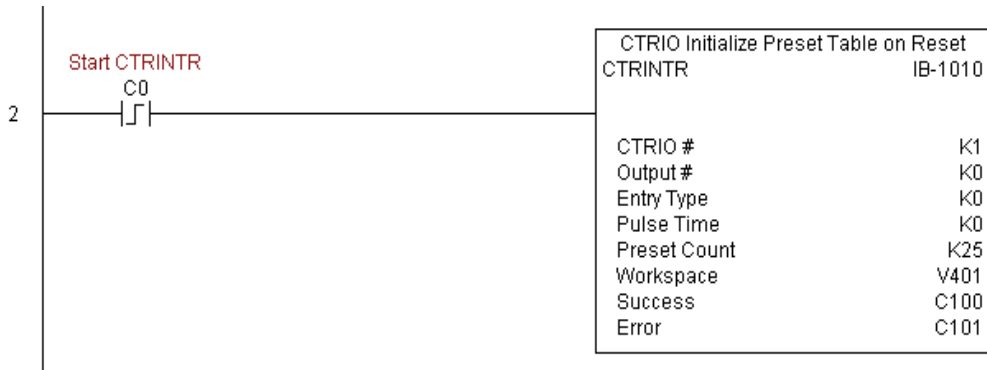 Start CTRINTR
C0
2
CTRIO Initialize Preset Table on Reset
CTRINTR IB-1010
CTRIO # K1
Output # K0
Entry Type K0
Pulse Time K0
Preset Count K25
Workspace V401
Success C100
Error C101